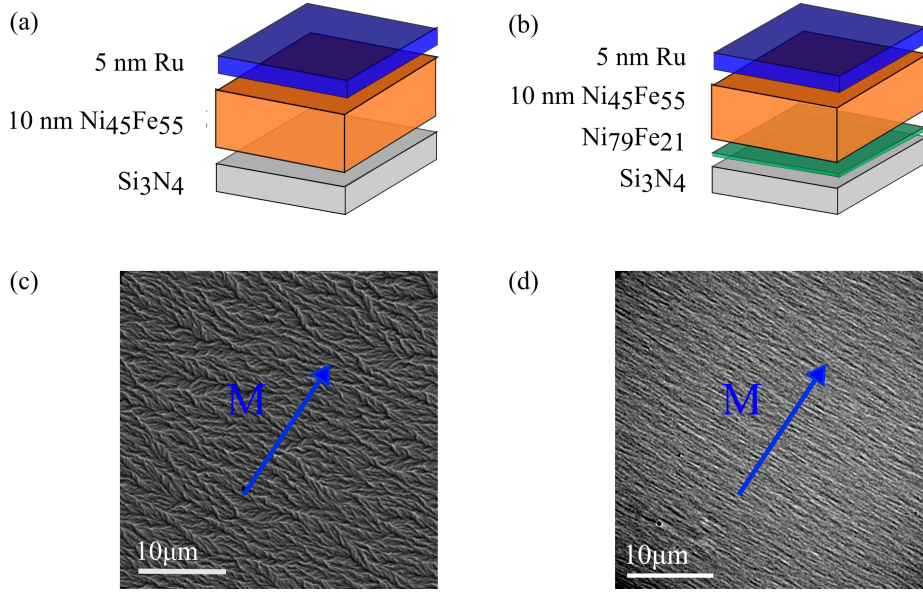 (a)
5 nm Ru
10 nm Ni45Fe55
Si3N4
(b)
5 nm Ru
10 nm Ni45Fe55
Ni79Fe21
Si3N4
(c)
M
10μm
(d)
M
10μm